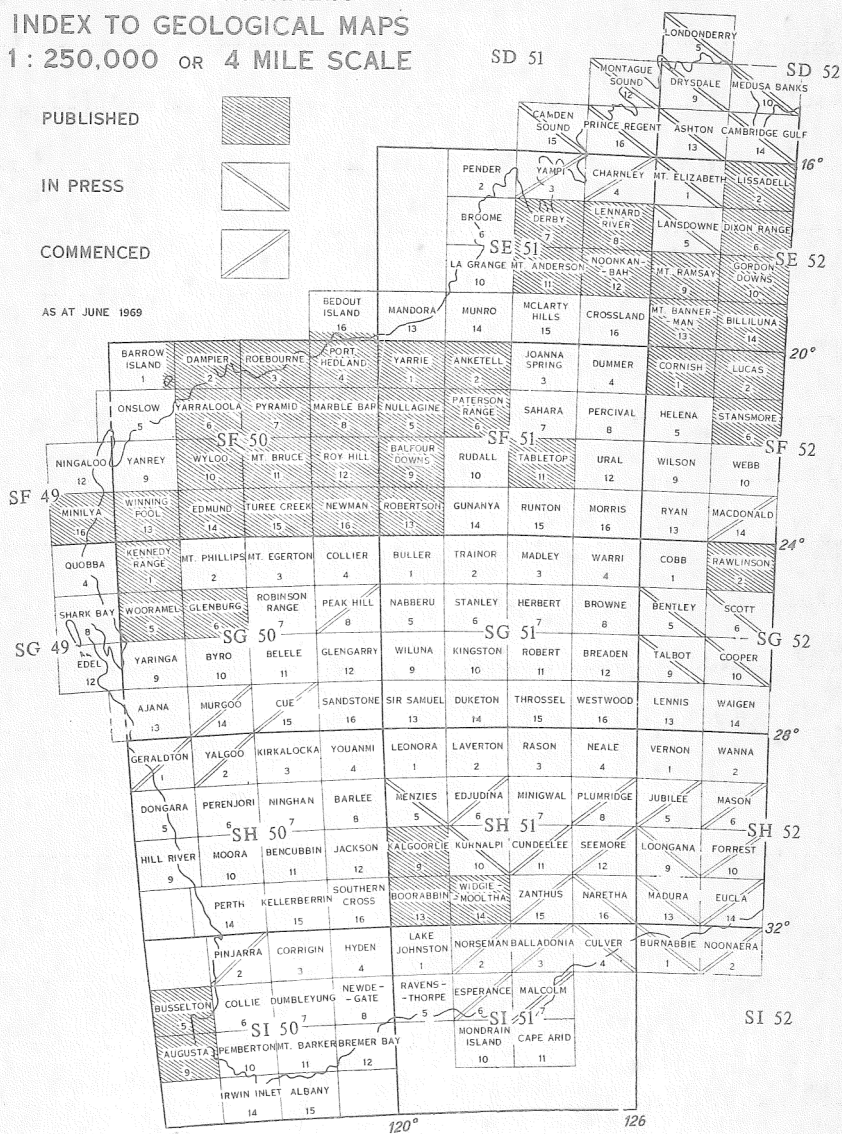 INDEX TO GEOLOGICAL MAPS
1 : 250,000 OR 4 MILE SCALE
PUBLISHED
IN PRESS
COMMENCED
AS AT JUNE 1969
SD 51
SD 52
LONDONDERRY
5
MONTAGUE SOUND
12
DRYSDALE
9
MEDUSA BANKS
10
CAMDEN SOUND
15
PRINCE REGENT
16
ASHTON
13
CAMBRIDGE GULF
14
16°
PENDER
2
YAMPI
3
CHARNLEY
4
MT. ELIZABETH
1
LISSADELL
2
BROOME
6
DERBY
7
LENNARD RIVER
8
LANSDOWNE
5
DIXON RANGE
6
SE 51
SE 52
LA GRANGE
10
MT. ANDERSON
11
NOONKAN-
-BAH
12
MT. RAMSAY
9
GORDON DOWNS
10
BEDOUT ISLAND
16
MANDORA
13
MUNRO
14
MCLARTY HILLS
15
CROSSLAND
16
MT. BANNER-
-MAN
13
BILLILUNA
14
20°
BARROW ISLAND
1
DAMPIER
2
ROEBOURNE
3
PORT HEDLAND
4
YARRIE
1
ANKETELL
2
JOANNA SPRING
3
DUMMER
4
CORNISH
1
LUCAS
2
ONSLOW
5
YARRALOOLA
6
PYRAMID
7
MARBLE BAR
8
NULLAGINE
5
PATERSON RANGE
6
SAHARA
7
PERCIVAL
8
HELENA
5
STANSMORE
6
SF 50
SF 51
SF 52
NINGALOO
12
YANREY
9
WYLOO
10
MT. BRUCE
11
ROY HILL
12
BALFOUR DOWNS
9
RUDALL
10
TABLETOP
11
URAL
12
WILSON
9
WEBB
10
SF 49
MINILYA
16
WINNING POOL
13
EDMUND
14
TUREE CREEK
15
NEWMAN
16
ROBERTSON
13
GUNANYA
14
RUNTON
15
MORRIS
16
RYAN
13
MACDONALD
14
24°
QUOBBA
4
KENNEDY RANGE
1
MT. PHILLIPS
2
MT. EGERTON
3
COLLIER
4
BULLER
1
TRAINOR
2
MADLEY
3
WARRI
4
COBB
1
RAWLINSON
2
SHARK BAY
8
WOORAMEL
5
GLENBURG
6
ROBINSON RANGE
7
PEAK HILL
8
NABBERU
5
STANLEY
6
HERBERT
7
BROWNE
8
BENTLEY
5
SCOTT
6
SG 49
SG 50
SG 51
SG 52
EDEL
12
YARINGA
9
BYRO
10
BELELE
11
GLENGARRY
12
WILUNA
9
KINGSTON
10
ROBERT
11
BREADEN
12
TALBOT
9
COOPER
10
AJANA
13
MURGOO
14
CUE
15
SANDSTONE
16
SIR SAMUEL
13
DUKETON
14
THROSSEL
15
WESTWOOD
16
LENNIS
13
WAIGEN
14
28°
GERALDTON
1
YALGOO
2
KIRKALOCKA
3
YOUANMI
4
LEONORA
1
LAVERTON
2
RASON
3
NEALE
4
VERNON
1
WANNA
2
DONGARA
5
PERENJORI
6
NINGHAN
7
BARLEE
8
MENZIES
5
EDJUDINA
6
MINIGWAL
7
PLUMRIDGE
8
JUBILEE
5
MASON
6
SH 50
SH 51
SH 52
HILL RIVER
9
MOORA
10
BENCUBBIN
11
JACKSON
12
KALGOORLIE
9
KURNALPI
10
CUNDEELEE
11
SEEMORE
12
LOONGANA
9
FORREST
10
PERTH
14
KELLERBERRIN
15
SOUTHERN CROSS
16
BOORABBIN
13
WIDGIE-
-MOOLTHA
14
ZANTHUS
15
NARETHA
16
MADURA
13
EUCLA
14
32°
PINJARRA
2
CORRIGIN
3
HYDEN
4
LAKE JOHNSTON
1
NORSEMAN
2
BALLADONIA
3
CULVER
4
BURNABBIE
1
NOONAERA
2
BUSSELTON
5
COLLIE
6
DUMBLEYUNG
7
NEWDE-
-GATE
8
RAVENS-
-THORPE
5
ESPERANCE
6
MALCOLM
7
SI 50
SI 51
SI 52
AUGUSTA
9
PEMBERTON
10
MT. BARKER
11
BREMER BAY
12
MONDRAIN ISLAND
10
CAPE ARID
11
IRWIN INLET
14
ALBANY
15
120°
126